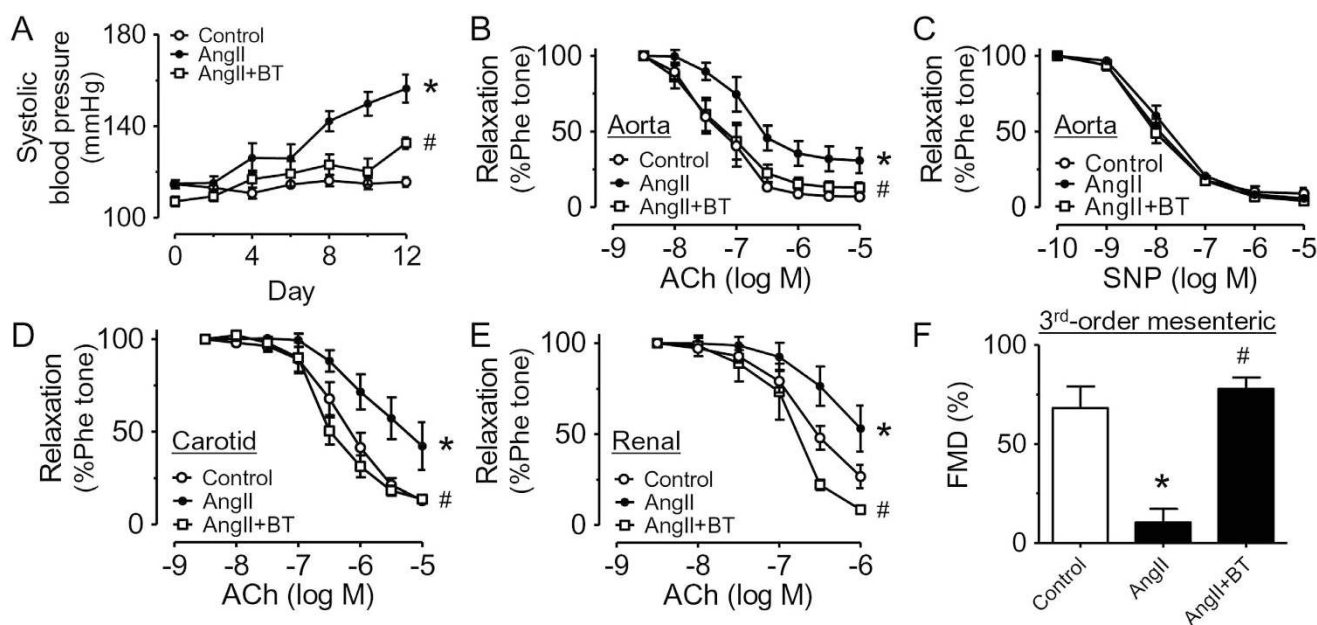 A
Systolic
blood pressure
(mmHg)
180
140
100
Control
AngII
AngII+BT
*
#
0
4
8
12
Day
B
Relaxation
(%Phe tone)
100
50
0
Aorta
Control
AngII
AngII+BT
*
#
-9
-8
-7
-6
-5
ACh (log M)
C
Relaxation
(%Phe tone)
100
50
0
Aorta
Control
AngII
AngII+BT
-10
-9
-8
-7
-6
-5
SNP (log M)
D
Relaxation
(%Phe tone)
100
50
0
Carotid
Control
AngII
AngII+BT
*
#
-9
-8
-7
-6
-5
ACh (log M)
E
Relaxation
(%Phe tone)
100
50
0
Renal
Control
AngII
AngII+BT
*
#
-9
-8
-7
-6
ACh (log M)
F
3rd-order mesenteric
FMD (%)
75
50
0
*
#
Control
AngII
AngII+BT